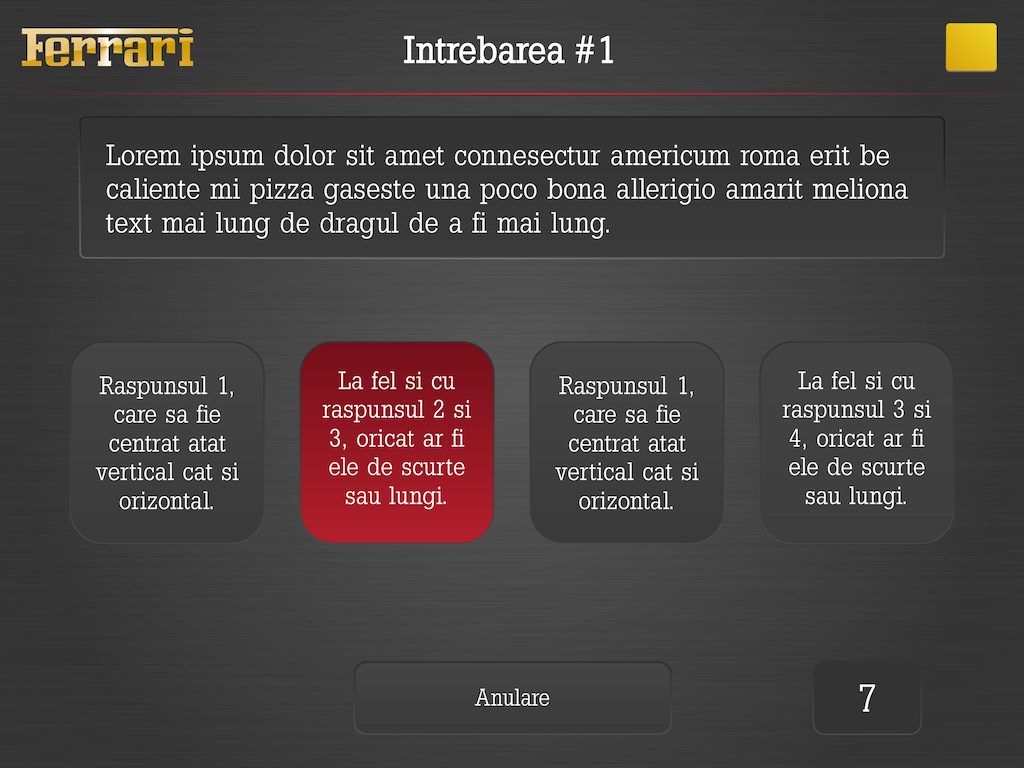 Ferrari
Intrebarea #1
Lorem ipsum dolor sit amet connesectur americum roma erit be
caliente mi pizza gaseste una poco bona allerigio amarit meliona
text mai lung de dragul de a fi mai lung.
Raspunsul 1,
care sa fie
centrat atat
vertical cat si
orizontal.
La fel si cu
raspunsul 2 si
3, oricat ar fi
ele de scurte
sau lungi.
Raspunsul 1,
care sa fie
centrat atat
vertical cat si
orizontal.
La fel si cu
raspunsul 3 si
4, oricat ar fi
ele de scurte
sau lungi.
Anulare
7